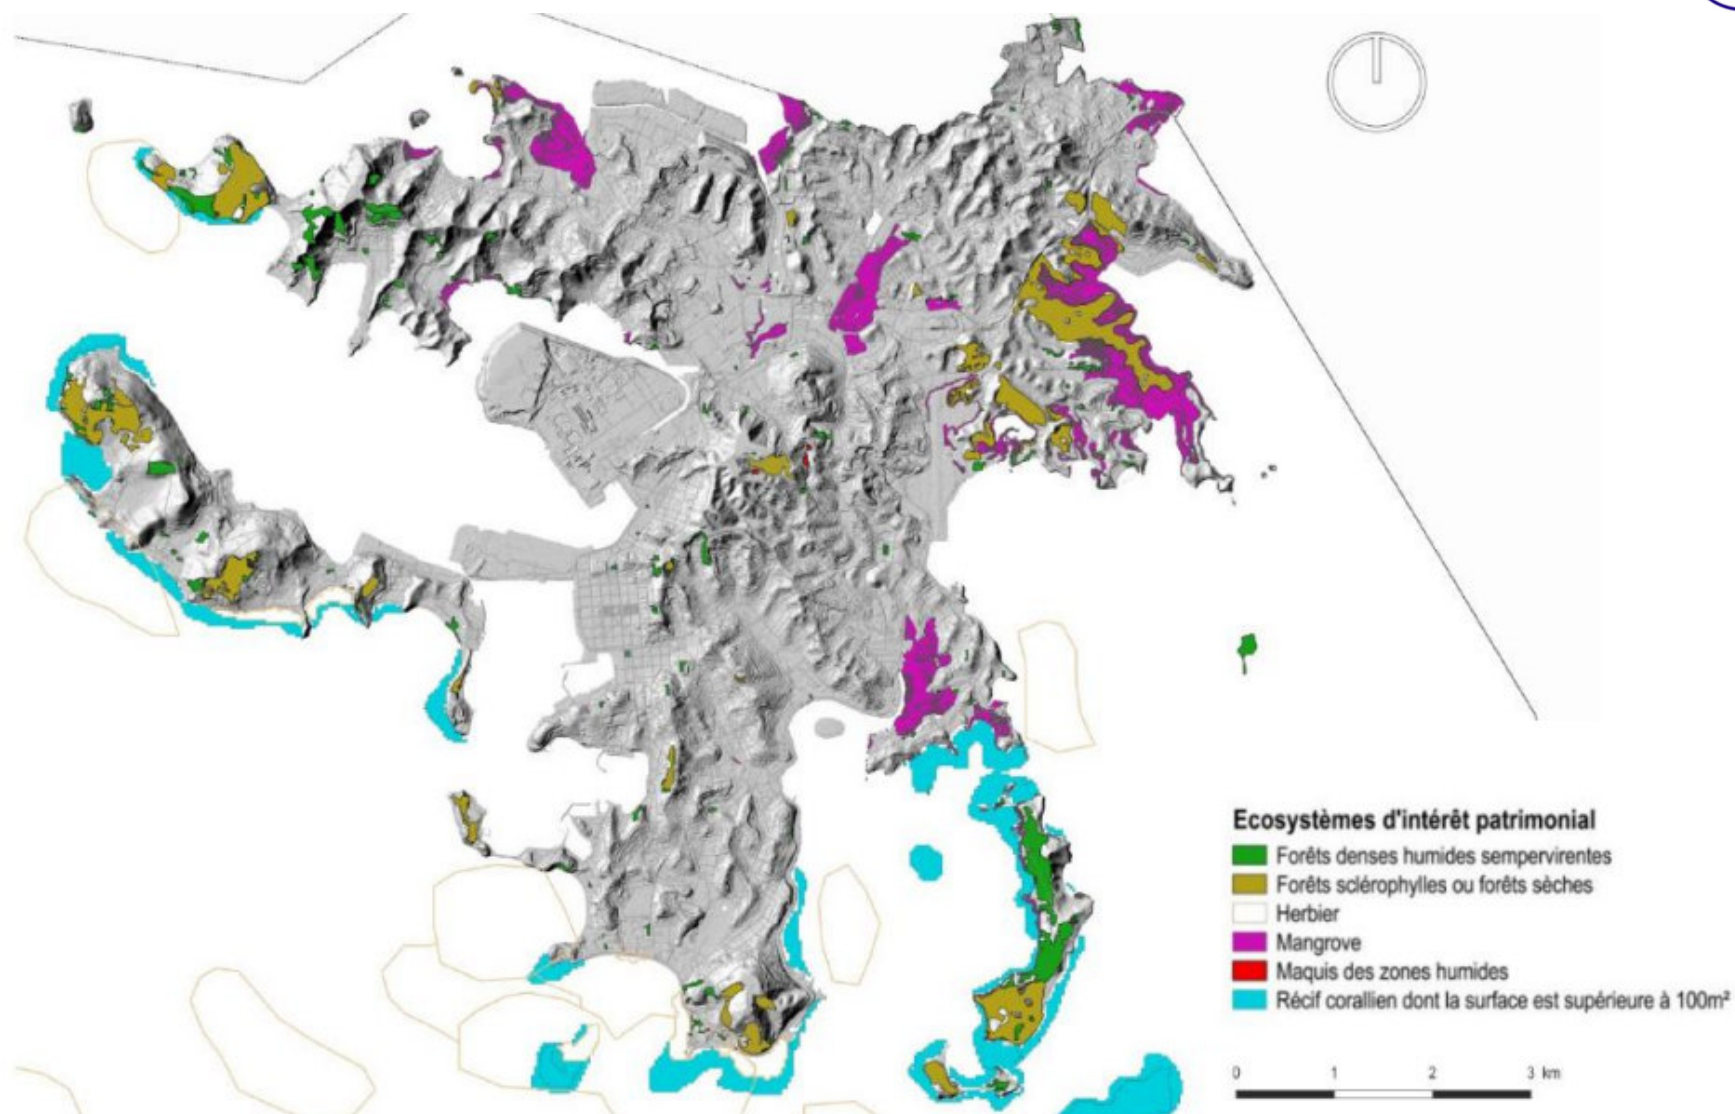 Ecosystèmes d'intérêt patrimonial
Forêts denses humides sempervirentes
Forêts sclérophylles ou forêts sèches
Herbier
Mangrove
Maquis des zones humides
Récif corallien dont la surface est supérieure à 100m²
0 1 2 3 km